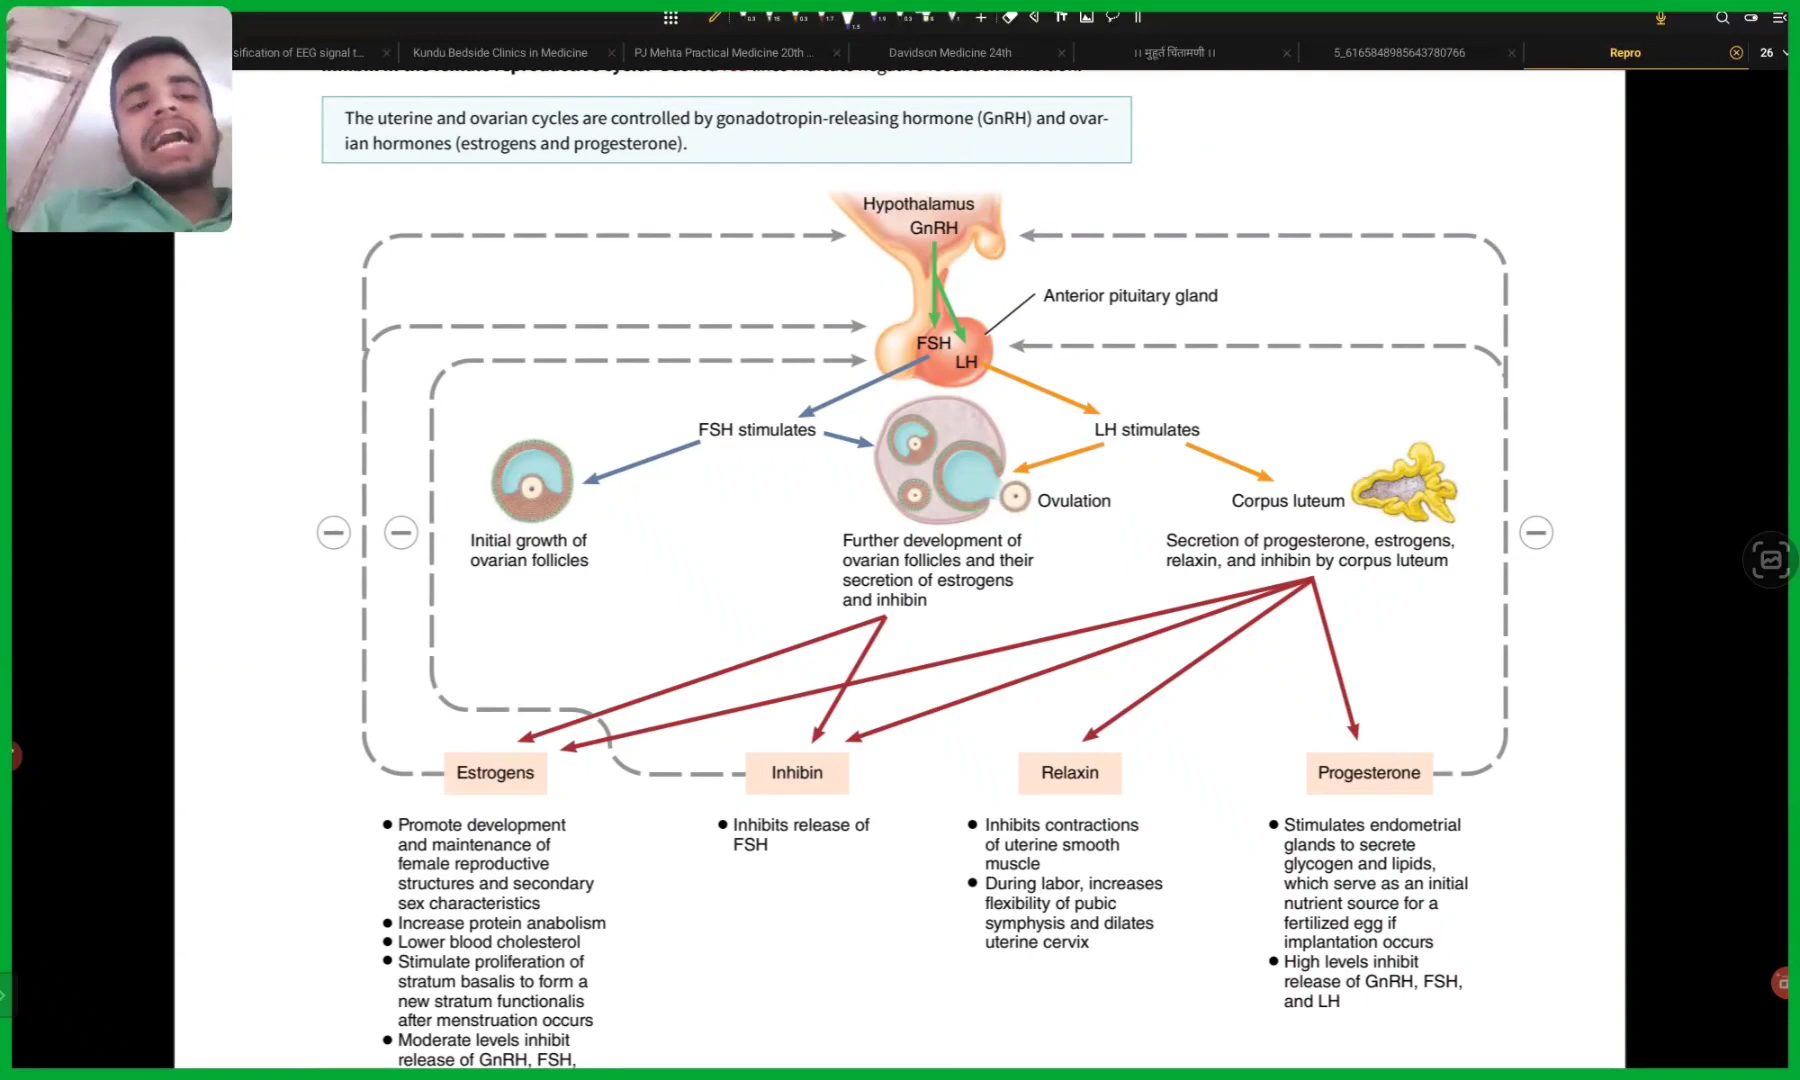 sification of EEG signal t...
Kundu Bedside Clinics in Medicine
PJ Mehta Practical Medicine 20th ...
Davidson Medicine 24th
।। मुहूर्त चिंतामणी ।।
5_6165848985643780766
Repro
26
The uterine and ovarian cycles are controlled by gonadotropin-releasing hormone (GnRH) and ovar-
ian hormones (estrogens and progesterone).
Hypothalamus
GnRH
Anterior pituitary gland
FSH
LH
FSH stimulates
LH stimulates
Ovulation
Corpus luteum
Initial growth of
ovarian follicles
Further development of
ovarian follicles and their
secretion of estrogens
and inhibin
Secretion of progesterone, estrogens,
relaxin, and inhibin by corpus luteum
Estrogens
Inhibin
Relaxin
Progesterone
● Promote development
and maintenance of
female reproductive
structures and secondary
sex characteristics
● Increase protein anabolism
● Lower blood cholesterol
● Stimulate proliferation of
stratum basalis to form a
new stratum functionalis
after menstruation occurs
● Moderate levels inhibit
release of GnRH, FSH,
● Inhibits release of
FSH
● Inhibits contractions
of uterine smooth
muscle
● During labor, increases
flexibility of pubic
symphysis and dilates
uterine cervix
● Stimulates endometrial
glands to secrete
glycogen and lipids,
which serve as an initial
nutrient source for a
fertilized egg if
implantation occurs
● High levels inhibit
release of GnRH, FSH,
and LH